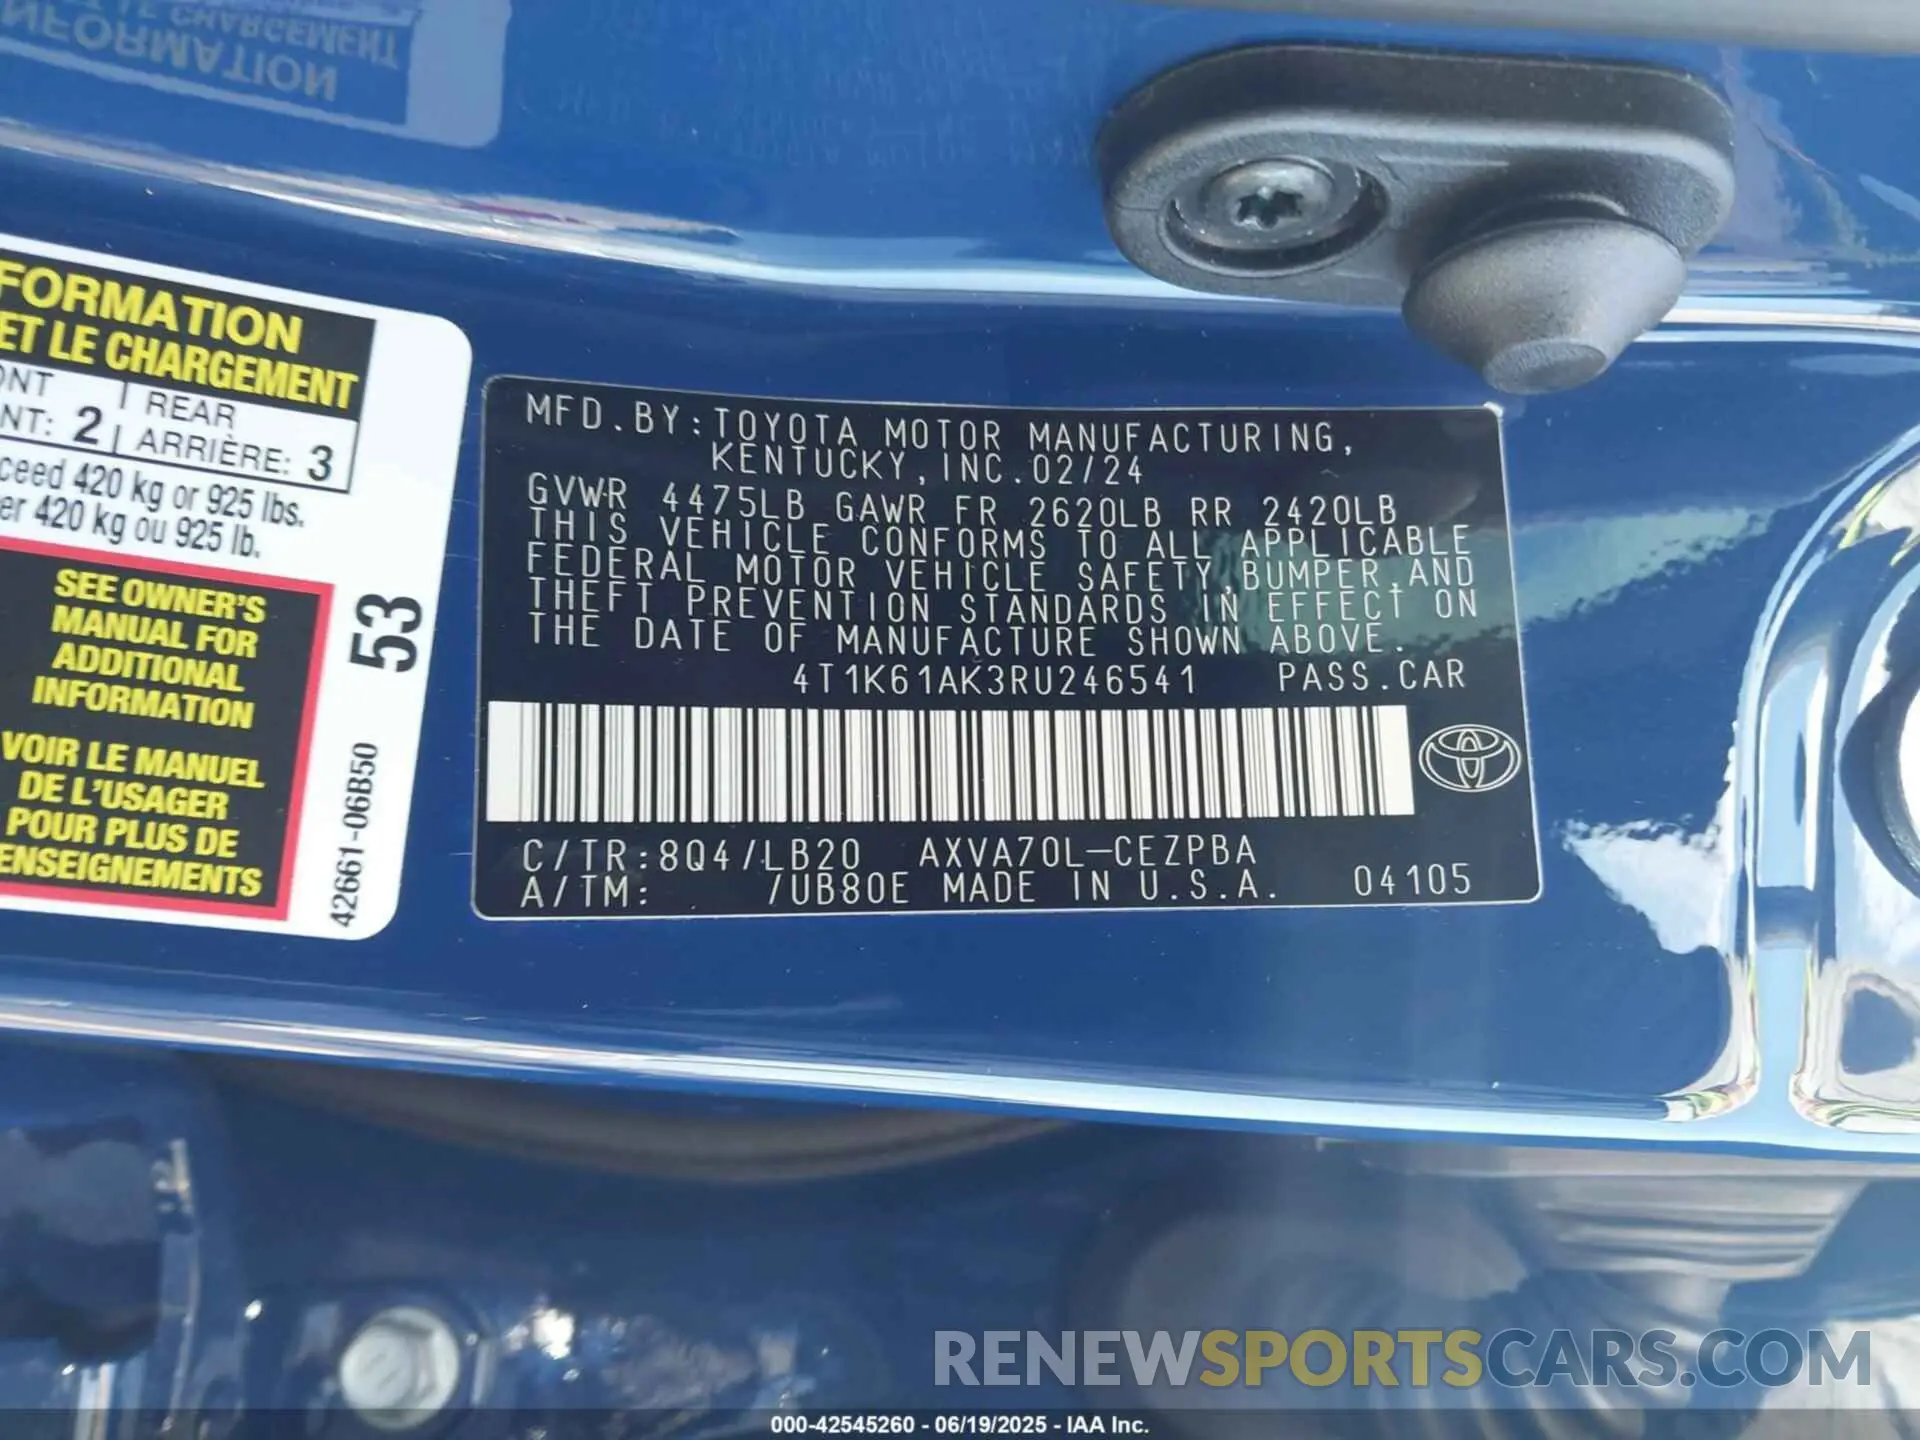 INFORMATION
ET LE CHARGEMENT
FORMATION
ET LE CHARGEMENT
REAR
NT: 2 ARRIÈRE: 3
ceed 420 kg or 925 lbs.
er 420 kg ou 925 lb.
SEE OWNER'S
MANUAL FOR
ADDITIONAL
INFORMATION
VOIR LE MANUEL
DE L'USAGER
POUR PLUS DE
ENSEIGNEMENTS
53
42661-06B50
MFD.BY:TOYOTA MOTOR MANUFACTURING,
KENTUCKY,INC.02/24
GVWR 4475LB GAWR FR 2620LB RR 2420LB
THIS VEHICLE CONFORMS TO ALL APPLICABLE
FEDERAL MOTOR VEHICLE SAFETY,BUMPER,AND
THEFT PREVENTION STANDARDS IN EFFECT ON
THE DATE OF MANUFACTURE SHOWN ABOVE.
4T1K61AK3RU246541 PASS.CAR
C/TR:8Q4/LB20 AXVA70L-CEZPBA
A/TM: /UB80E MADE IN U.S.A. 04105
RENEWSPORTSCARS.COM
000-42545260 - 06/19/2025 - IAA Inc.